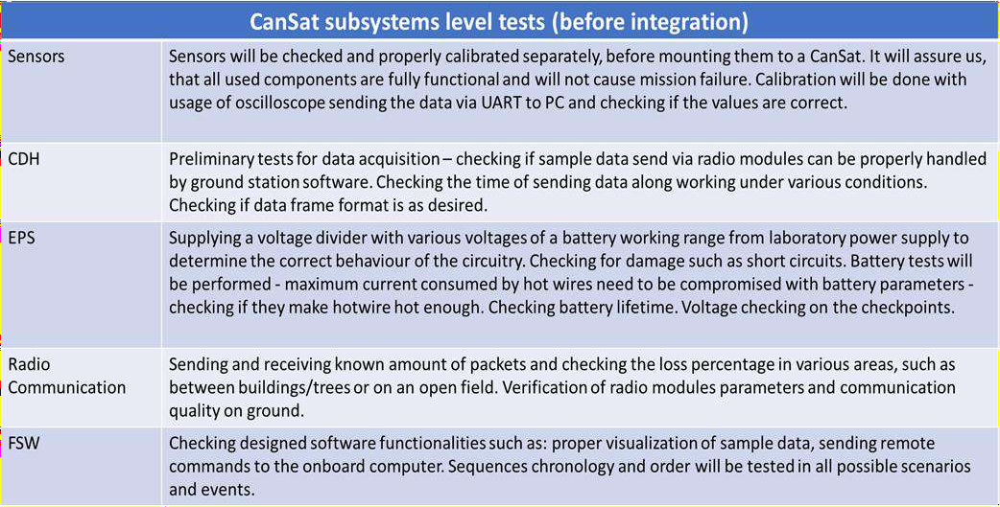 CanSat subsystems level tests (before integration)
Sensors
Sensors will be checked and properly calibrated separately, before mounting them to a CanSat. It will assure us,
that all used components are fully functional and will not cause mission failure. Calibration will be done with
usage of oscilloscope sending the data via UART to PC and checking if the values are correct.
CDH
Preliminary tests for data acquisition – checking if sample data send via radio modules can be properly handled
by ground station software. Checking the time of sending data along working under various conditions.
Checking if data frame format is as desired.
EPS
Supplying a voltage divider with various voltages of a battery working range from laboratory power supply to
determine the correct behaviour of the circuitry. Checking for damage such as short circuits. Battery tests will
be performed - maximum current consumed by hot wires need to be compromised with battery parameters -
checking if they make hotwire hot enough. Checking battery lifetime. Voltage checking on the checkpoints.
Radio
Communication
Sending and receiving known amount of packets and checking the loss percentage in various areas, such as
between buildings/trees or on an open field. Verification of radio modules parameters and communication
quality on ground.
FSW
Checking designed software functionalities such as: proper visualization of sample data, sending remote
commands to the onboard computer. Sequences chronology and order will be tested in all possible scenarios
and events.